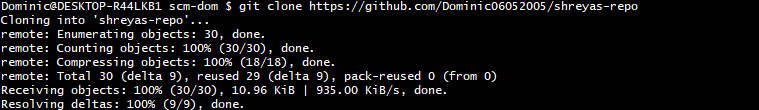 Dominic@DESKTOP-R44LKB1 scm-dom $ git clone https://github.com/Dominic06052005/shreyas-repo
Cloning into 'shreyas-repo'...
remote: Enumerating objects: 30, done.
remote: Counting objects: 100% (30/30), done.
remote: Compressing objects: 100% (18/18), done.
remote: Total 30 (delta 9), reused 29 (delta 9), pack-reused 0 (from 0)
Receiving objects: 100% (30/30), 10.96 KiB | 935.00 KiB/s, done.
Resolving deltas: 100% (9/9), done.